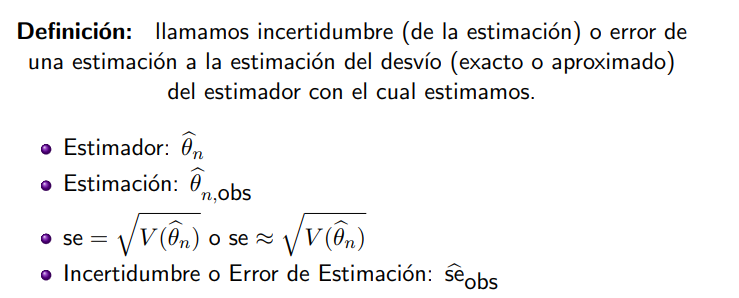 Definición: llamamos incertidumbre (de la estimación) o error de
una estimación a la estimación del desvío (exacto o aproximado)
del estimador con el cual estimamos.
• Estimador: $\widehat{\theta}_n$
• Estimación: $\widehat{\theta}_{n,\text{obs}}$
• se = $\sqrt{V(\widehat{\theta}_n)}$ o se ≈ $\sqrt{V(\widehat{\theta}_n)}$
• Incertidumbre o Error de Estimación: $\widehat{\text{se}}_{\text{obs}}$